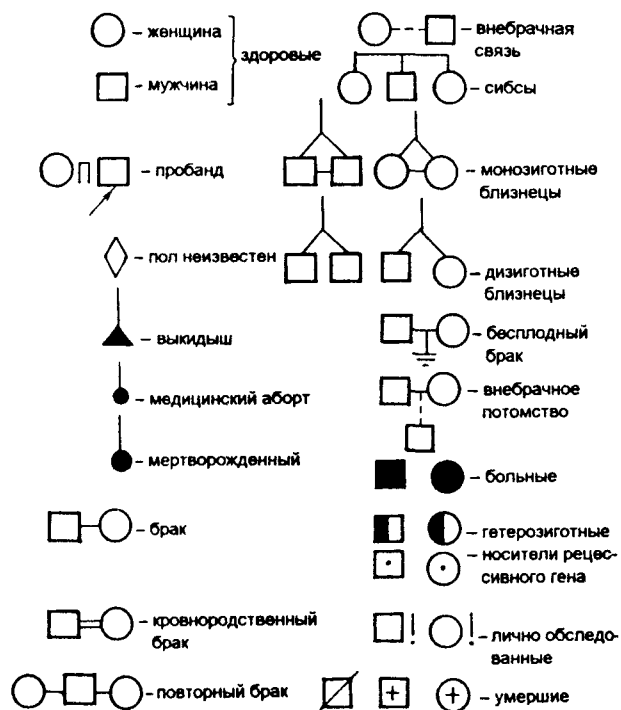 – женщина
– мужчина
здоровые
– пробанд
– пол неизвестен
– выкидыш
– медицинский аборт
– мертворожденный
– брак
– кровнородственный
брак
– повторный брак
– внебрачная
связь
– сибсы
– монозиготные
близнецы
– дизиготные
близнецы
– бесплодный
брак
– внебрачное
потомство
– больные
– гетерозиготные
– носители рецес-
сивного гена
– лично обследо-
ванные
– умершие